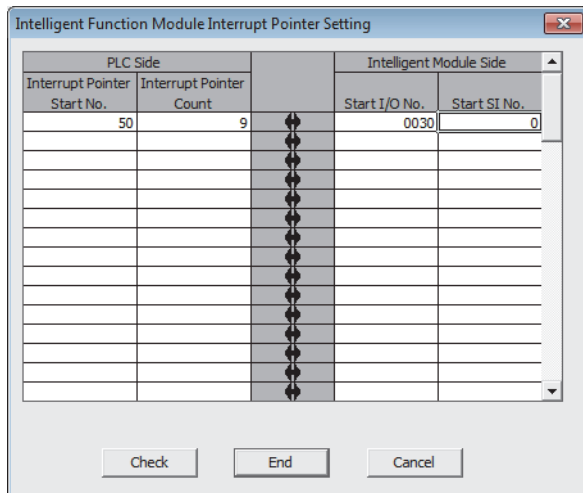 Intelligent Function Module Interrupt Pointer Setting
PLC Side Intelligent Module Side
Interrupt Pointer Interrupt Pointer
Start No. Count Start I/O No. Start SI No.
50 9 0030 0
Check End Cancel